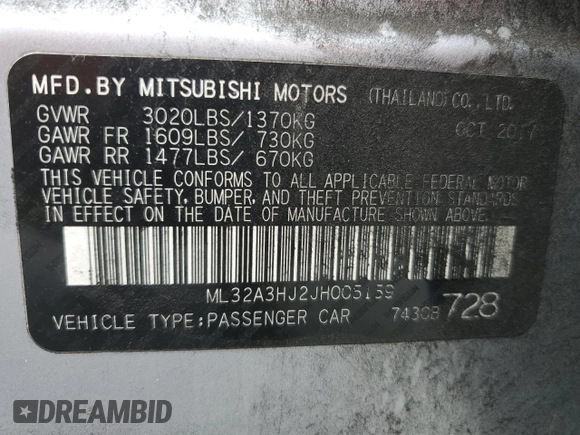 MFD.BY MITSUBISHI MOTORS (THAILAND) CO., LTD.
GVWR 3020LBS/1370KG OCT 2017
GAWR FR 1609LBS/ 730KG
GAWR RR 1477LBS/ 670KG
THIS VEHICLE CONFORMS TO ALL APPLICABLE FEDERAL MOTOR
VEHICLE SAFETY, BUMPER, AND THEFT PREVENTION STANDARDS
IN EFFECT ON THE DATE OF MANUFACTURE SHOWN ABOVE.
ML32A3HJ2JH005159
VEHICLE TYPE:PASSENGER CAR 728
DREAMBID